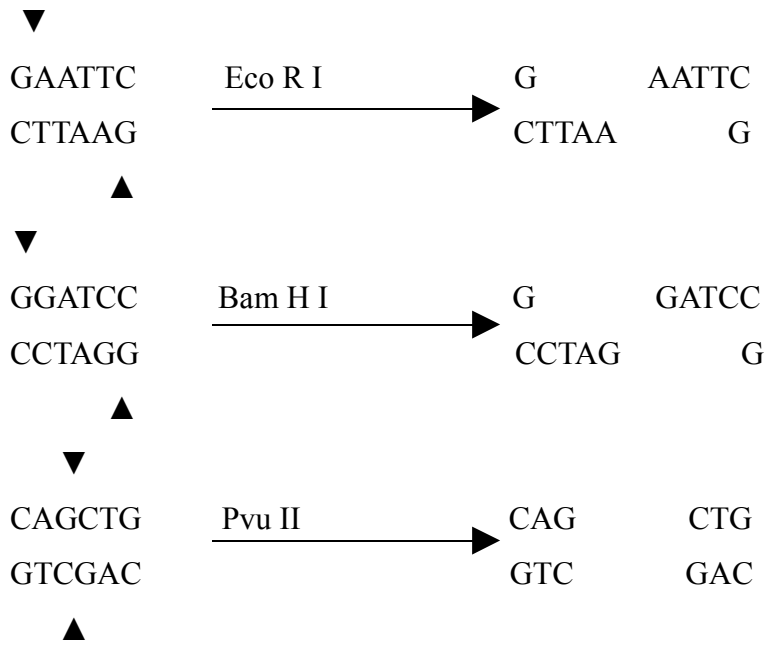 GAATTC Eco R I G AATTC
CTTAAG CTTAA G
GGATCC Bam H I G GATCC
CCTAGG CCTAG G
CAGCTG Pvu II CAG CTG
GTCGAC GTC GAC